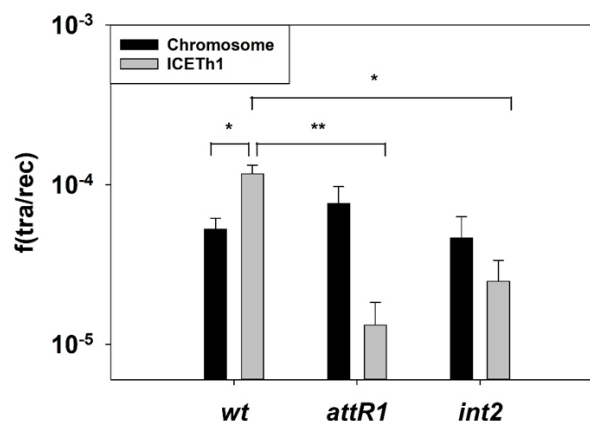 10⁻³
Chromosome
ICETh1
*
*
**
10⁻⁴
f(tra/rec)
10⁻⁵
wt attR1 int2